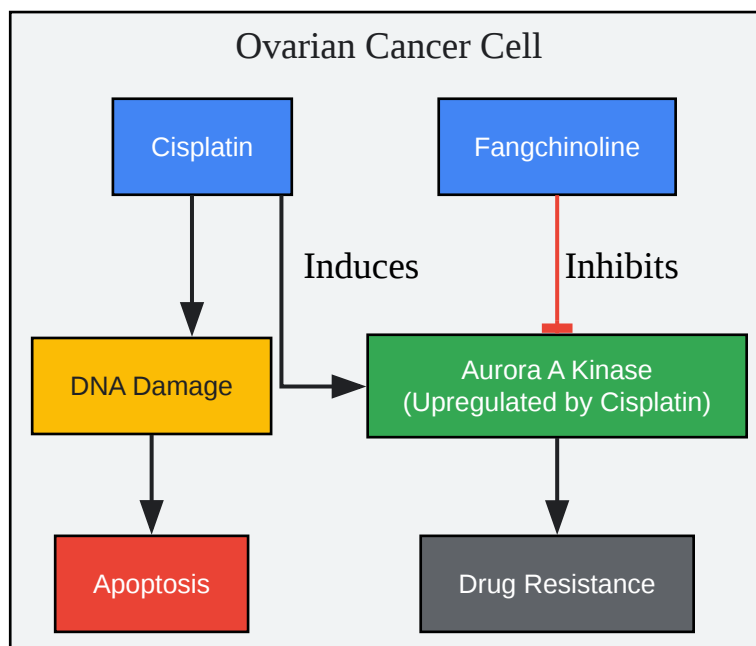 Ovarian Cancer Cell
Cisplatin
Fangchinoline
Induces
Inhibits
DNA Damage
Aurora A Kinase
(Upregulated by Cisplatin)
Apoptosis
Drug Resistance